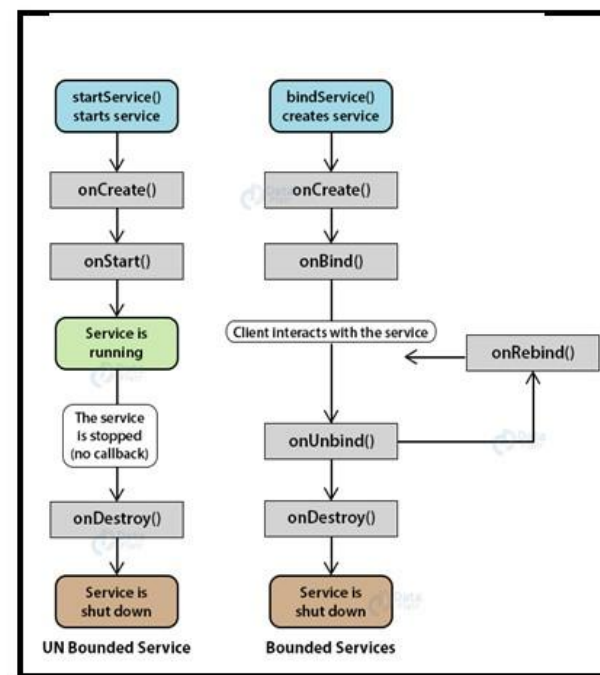 startService()
starts service
onCreate()
onStart()
Service is
running
The service
is stopped
(no callback)
onDestroy()
Service is
shut down
UN Bounded Service
bindService()
creates service
onCreate()
onBind()
Client interacts with the service
onRebind()
onUnbind()
onDestroy()
Service is
shut down
Bounded Services